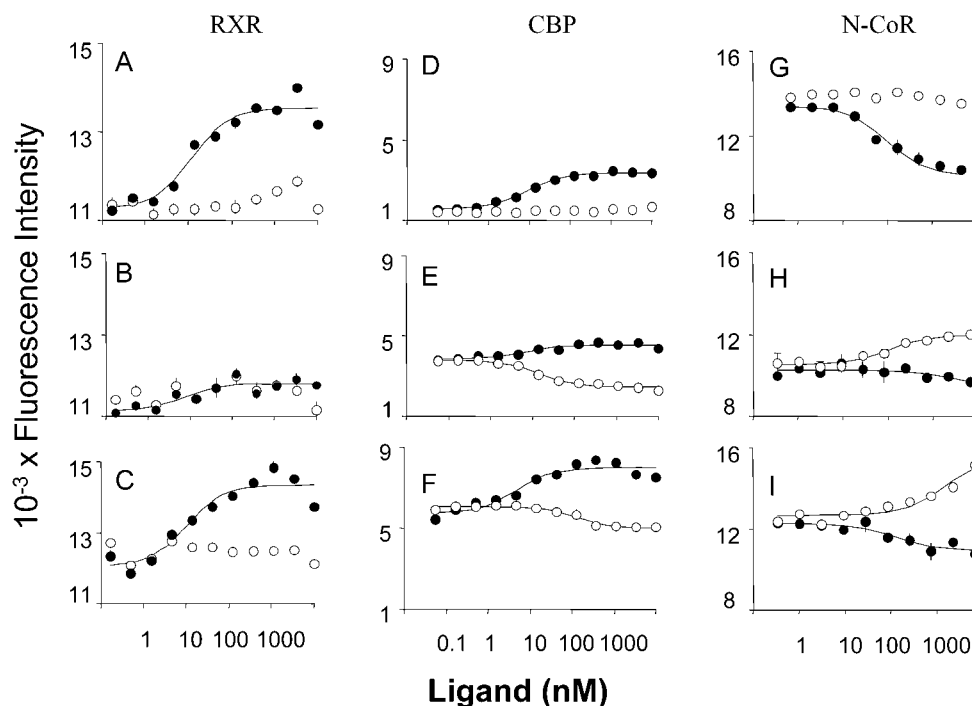 RXR CBP N-CoR
10⁻³ x Fluorescence Intensity
A
15
13
11
D
9
5
1
G
16
12
8
B
15
13
11
E
9
5
1
H
16
12
8
C
15
13
11
F
9
5
1
I
16
12
8
1 10 100 1000
0.1 1 10 100 1000
1 10 100 1000
Ligand (nM)